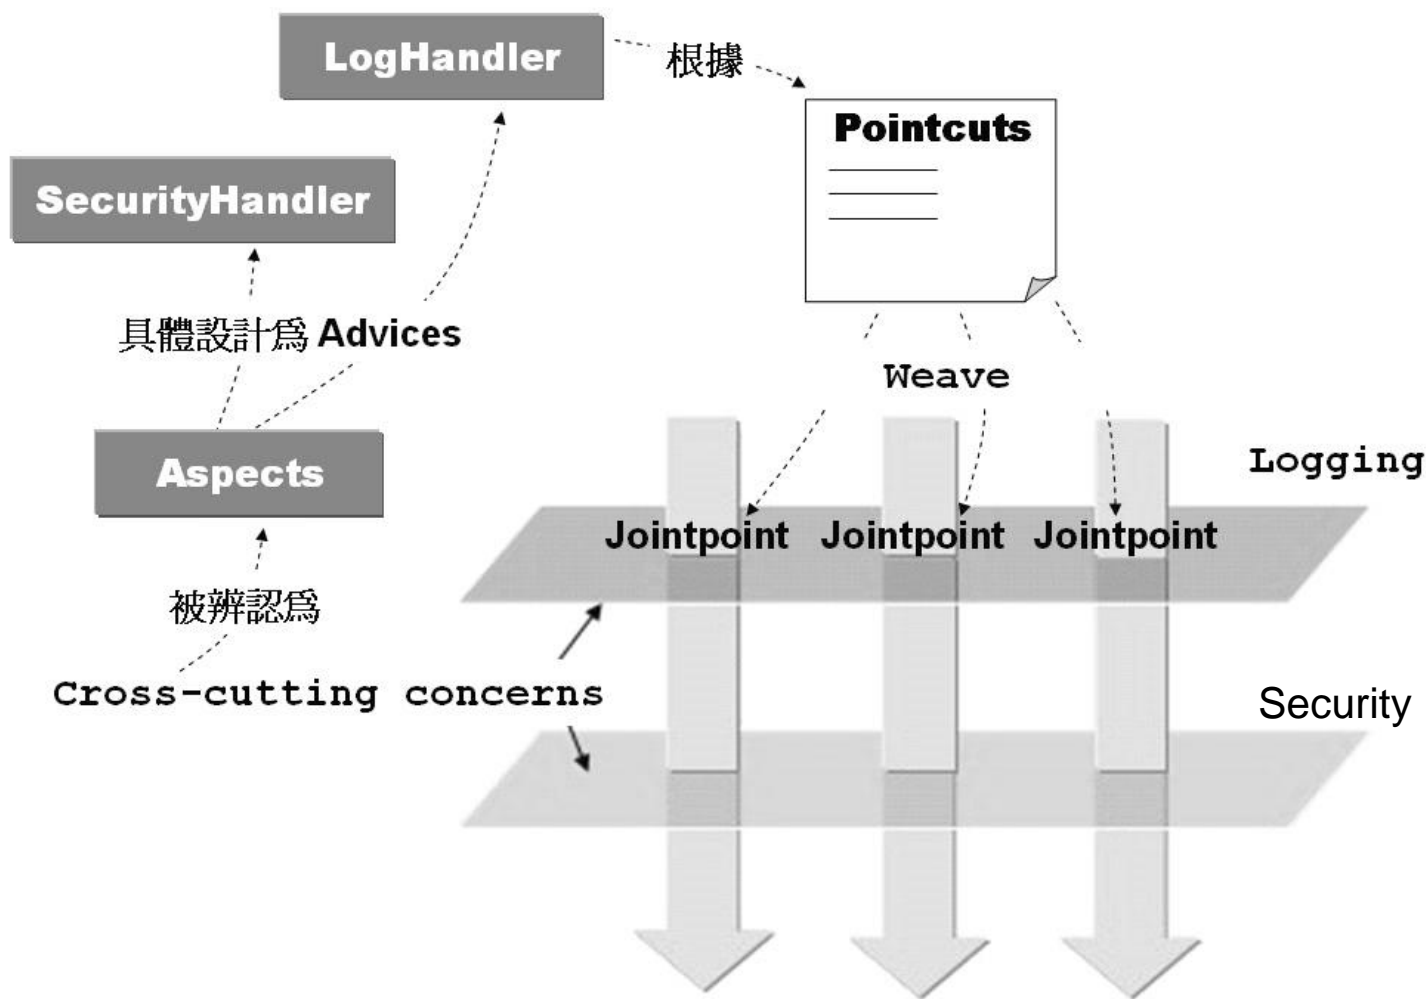 LogHandler
根據
Pointcuts
SecurityHandler
具體設計爲 Advices
Weave
Aspects
Logging
Jointpoint Jointpoint Jointpoint
被辨認爲
Cross-cutting concerns
Security